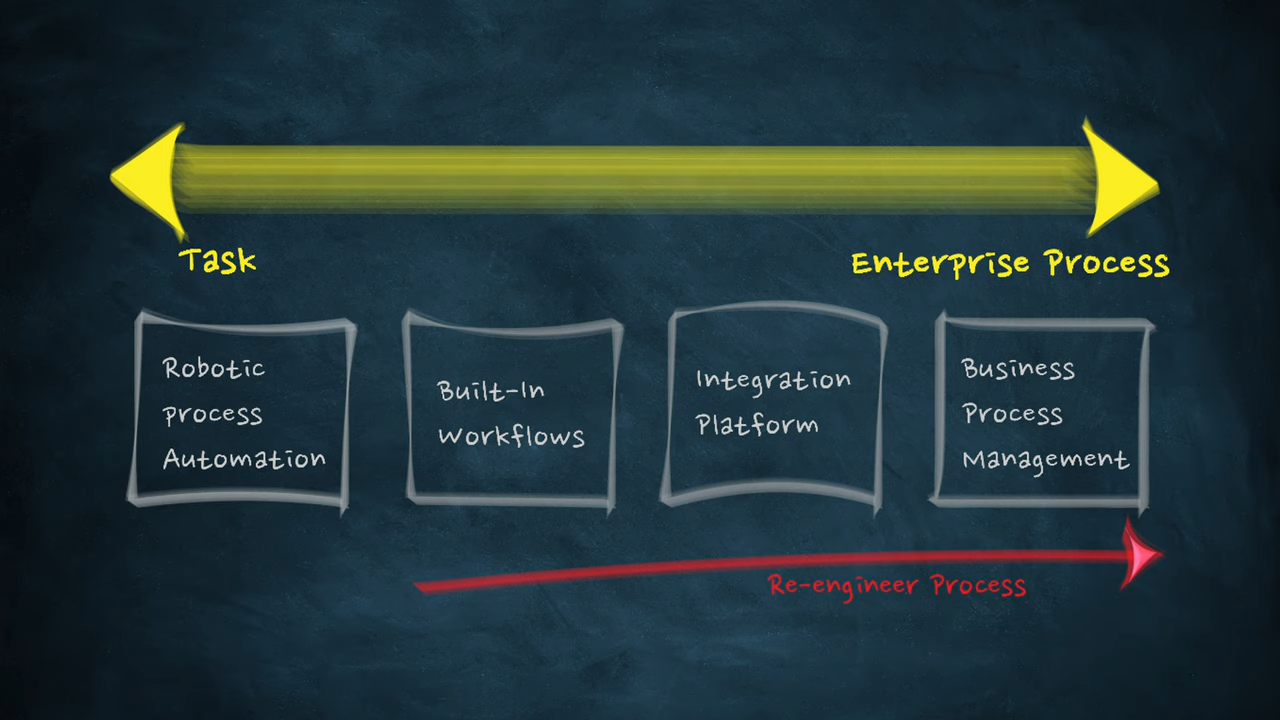 Task
Enterprise Process
Robotic
process
Automation
Built-In
Workflows
Integration
Platform
Business
Process
Management
Re-engineer Process